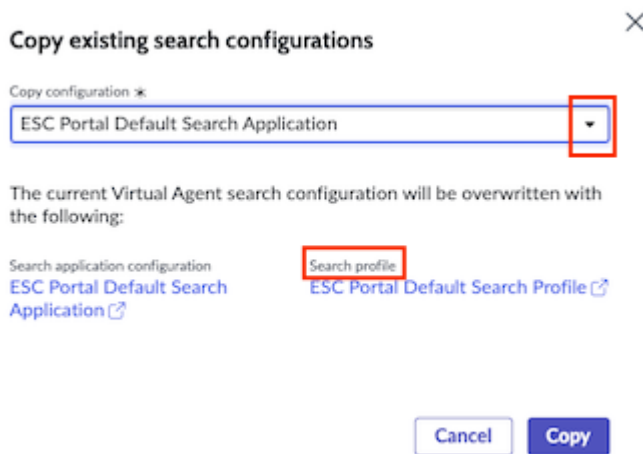 Copy existing search configurations
Copy configuration *
ESC Portal Default Search Application
The current Virtual Agent search configuration will be overwritten with
the following:
Search application configuration
ESC Portal Default Search
Application
Search profile
ESC Portal Default Search Profile
Cancel
Copy